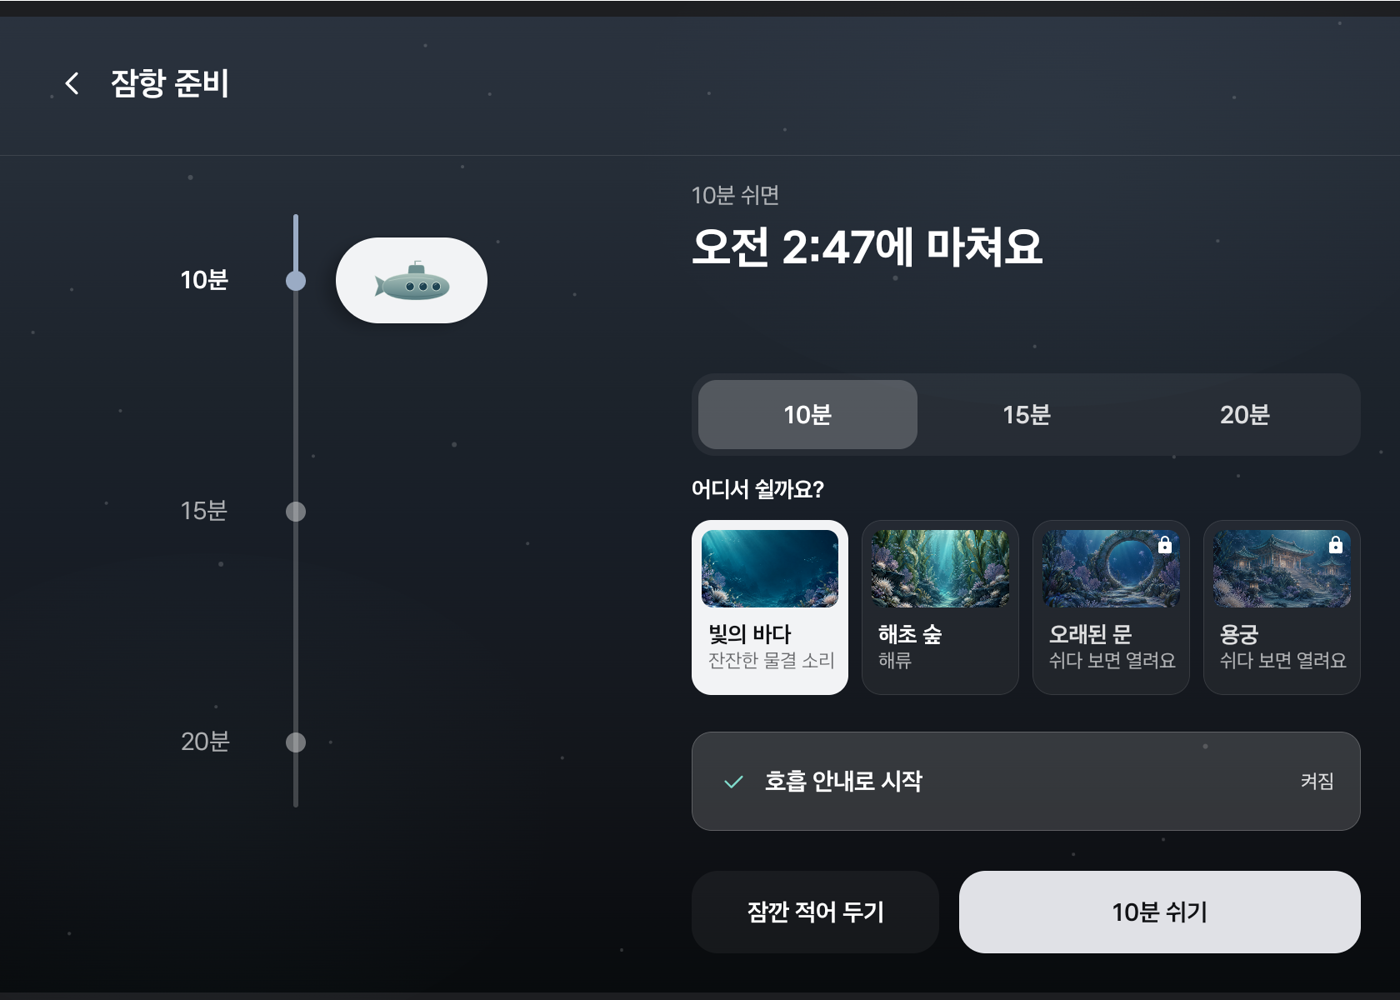 잠항 준비
10분
15분
20분
10분 쉬면
오전 2:47에 마쳐요
10분
15분
20분
어디서 쉴까요?
빛의 바다
잔잔한 물결 소리
해초 숲
해류
오래된 문
쉬다 보면 열려요
용궁
쉬다 보면 열려요
호흡 안내로 시작
켜짐
잠깐 적어 두기
10분 쉬기